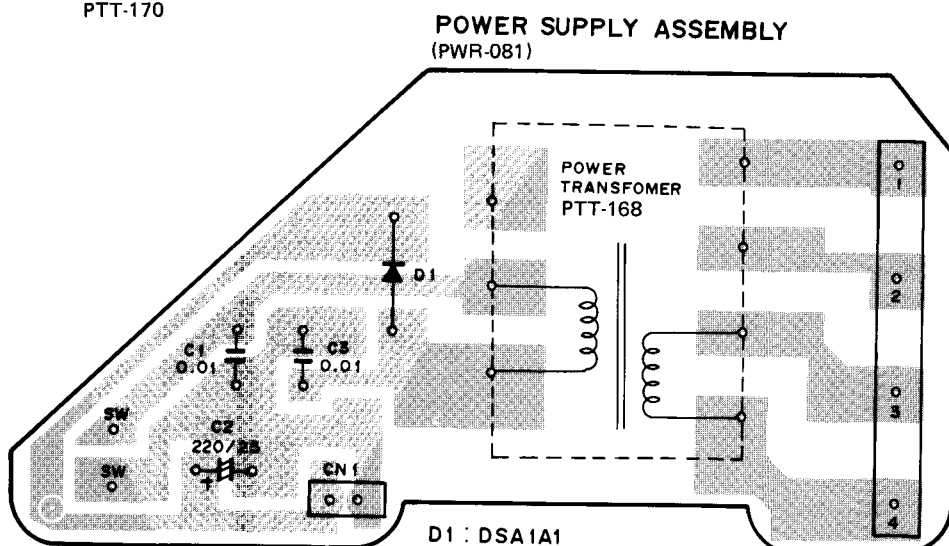 PTT-170
POWER SUPPLY ASSEMBLY
(PWR-081)
POWER
TRANSFOMER
PTT-168
1
D1
2
C1
0.01
C3
0.01
3
SW
C2
220/25
+
SW
CN1
4
D1 : DSA1A1